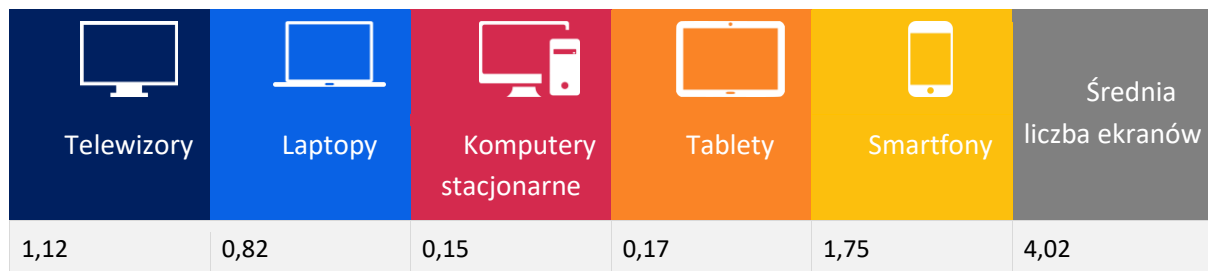 Telewizory
Laptopy
Komputery
stacjonarne
Tablety
Smartfony
Średnia
liczba ekranów
1,12
0,82
0,15
0,17
1,75
4,02